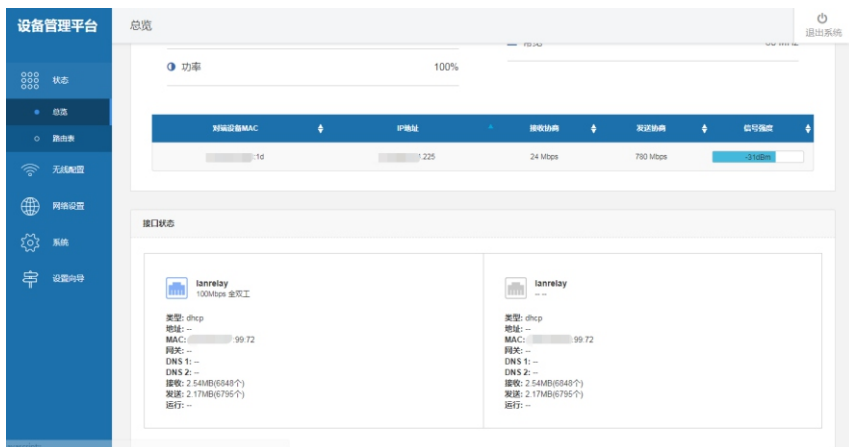 设备管理平台
总览
退出系统
状态
总览
路由表
无线配置
网络设置
系统
设置向导
功率 100%
对端设备MAC IP地址 接收协商 发送协商 信号强度
:1d 1.225 24 Mbps 780 Mbps -31dBm
接口状态
lanrelay
100Mbps 全双工
类型: dhcp
地址: --
MAC: :99:72
网关: --
DNS 1: --
DNS 2: --
接收: 2.54MB(6848个)
发送: 2.17MB(6795个)
运行: --
lanrelay
-- --
类型: dhcp
地址: --
MAC: :99:72
网关: --
DNS 1: --
DNS 2: --
接收: 2.54MB(6848个)
发送: 2.17MB(6795个)
运行: --